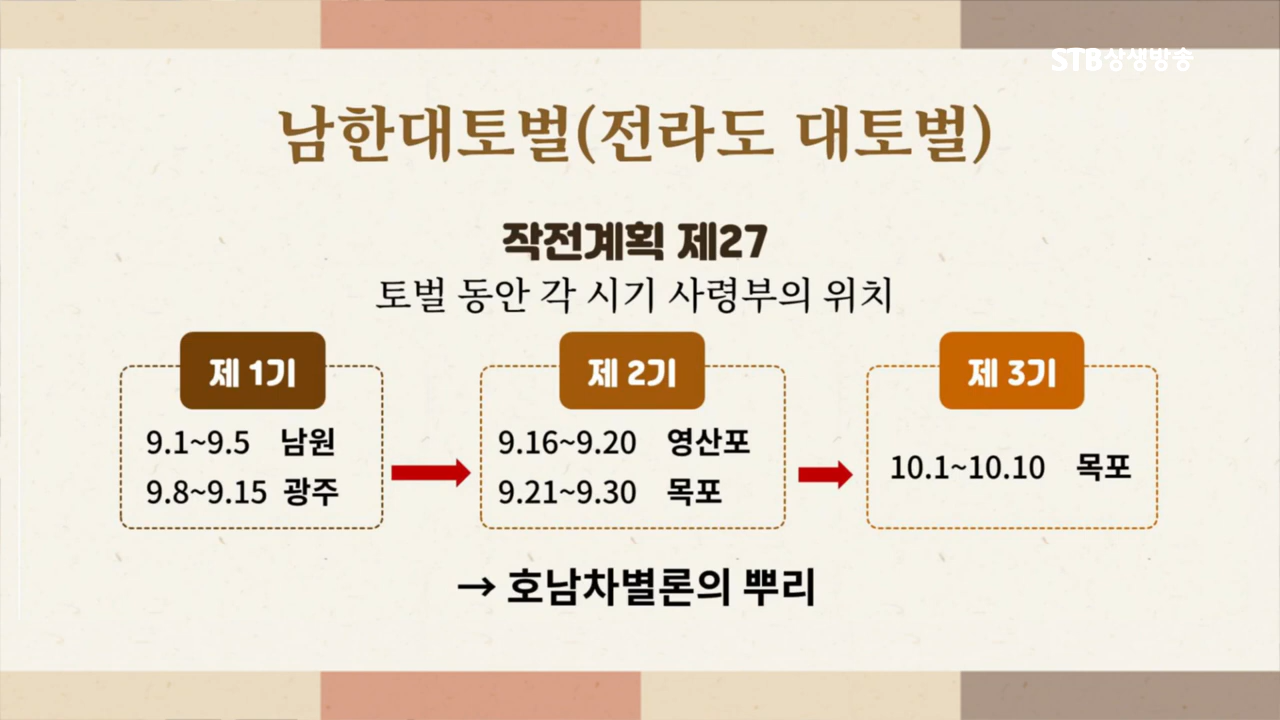 STB상생방송
남한대토벌(전라도 대토벌)
작전계획 제27
토벌 동안 각 시기 사령부의 위치
제 1기
9.1~9.5 남원
9.8~9.15 광주
제 2기
9.16~9.20 영산포
9.21~9.30 목포
제 3기
10.1~10.10 목포
→ 호남차별론의 뿌리